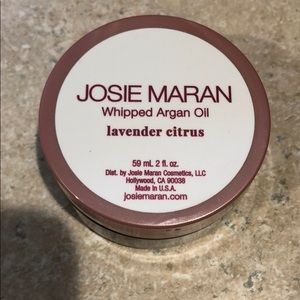 JOSIE MARAN
Whipped Argan Oil
lavender citrus
59 mL 2 fl. oz.
Dist. by Josie Maran Cosmetics, LLC
Hollywood, CA 90038
Made in U.S.A.
josiemaran.com